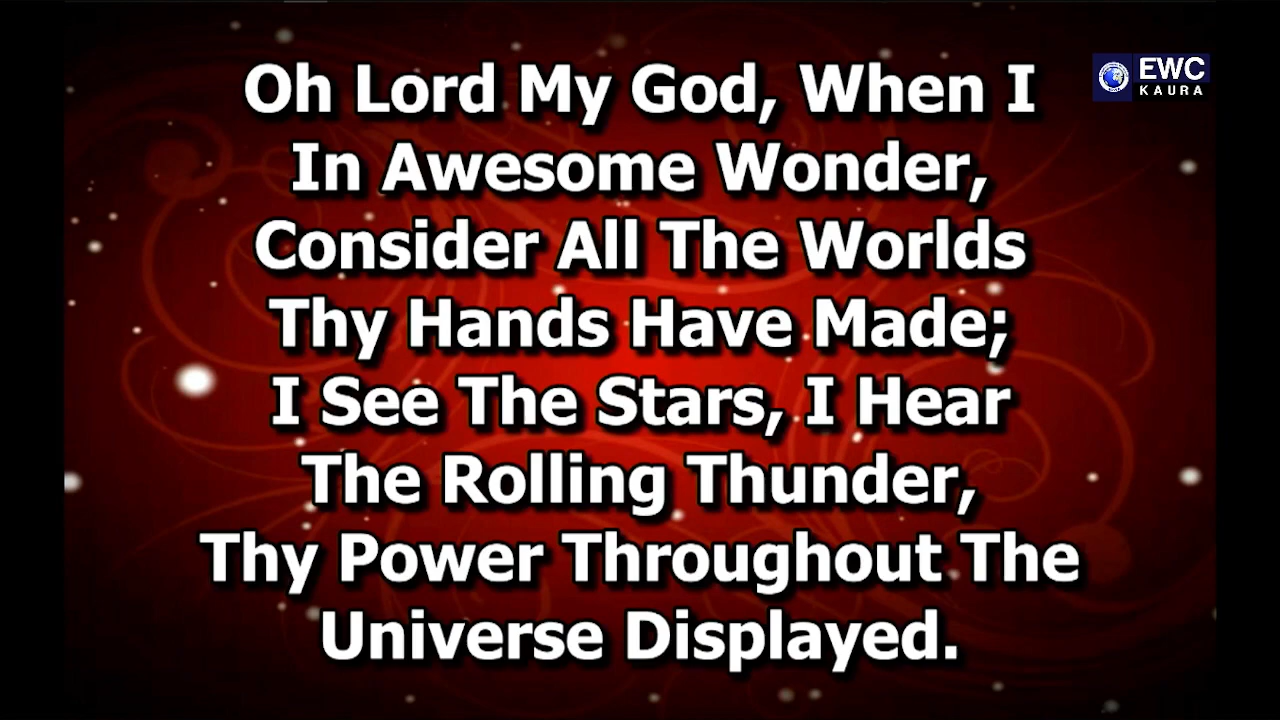 Oh Lord My God, When I
In Awesome Wonder,
Consider All The Worlds
Thy Hands Have Made;
I See The Stars, I Hear
The Rolling Thunder,
Thy Power Throughout The
Universe Displayed.
EWC
KAURA